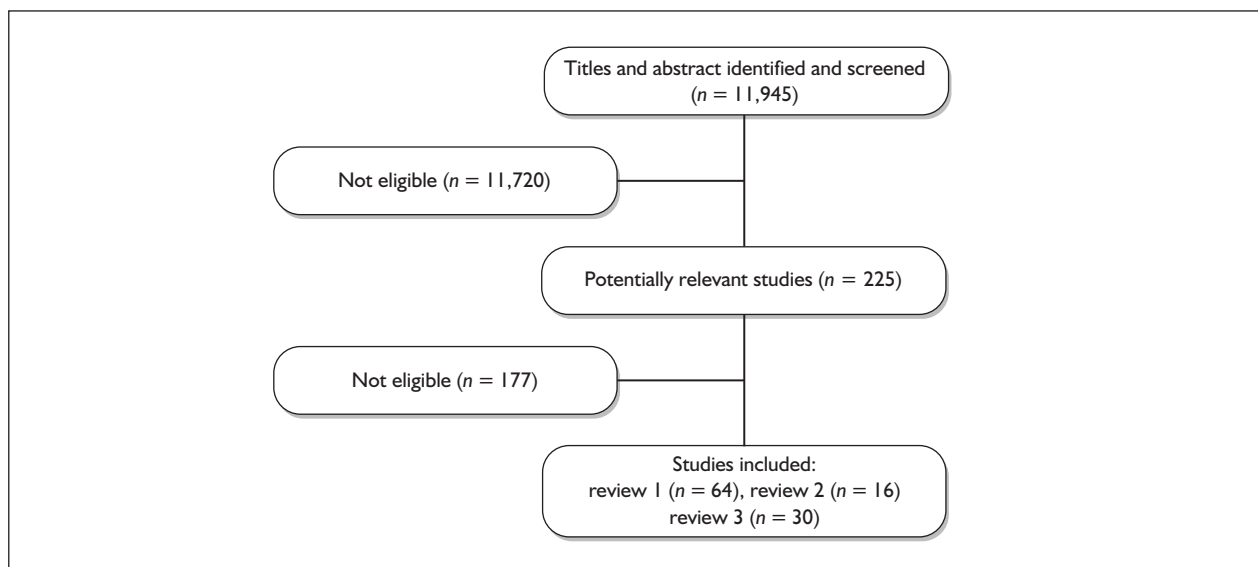 Titles and abstract identified and screened
(n = 11,945)
Not eligible (n = 11,720)
Potentially relevant studies (n = 225)
Not eligible (n = 177)
Studies included:
review 1 (n = 64), review 2 (n = 16)
review 3 (n = 30)